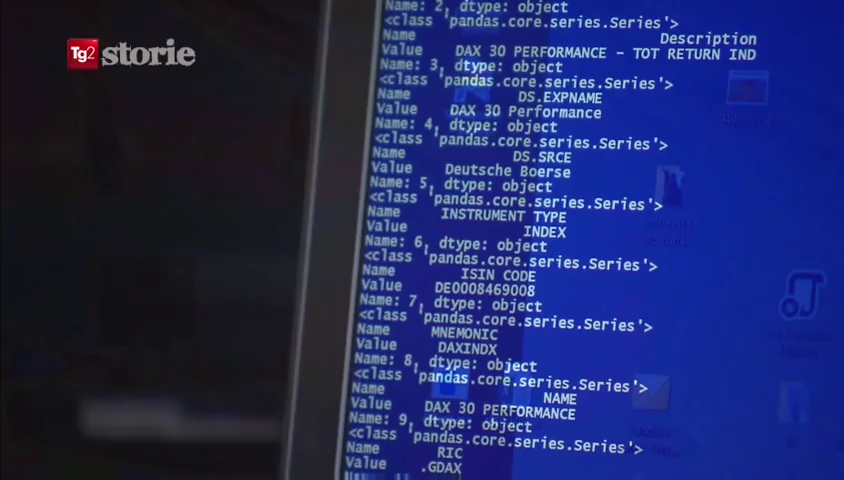 Tg2 storie
Name: 2, dtype: object
<class 'pandas.core.series.Series'>
Name Description
Value DAX 30 PERFORMANCE - TOT RETURN IND
Name: 3, dtype: object
<class 'pandas.core.series.Series'>
Name DS.EXPNAME
Value DAX 30 Performance
Name: 4, dtype: object
<class 'pandas.core.series.Series'>
Name DS.SRCE
Value Deutsche Boerse
Name: 5, dtype: object
<class 'pandas.core.series.Series'>
Name INSTRUMENT TYPE
Value INDEX
Name: 6, dtype: object
<class 'pandas.core.series.Series'>
Name ISIN CODE
Value DE0008469008
Name: 7, dtype: object
<class 'pandas.core.series.Series'>
Name MNEMONIC
Value DAXINDX
Name: 8, dtype: object
<class 'pandas.core.series.Series'>
Name NAME
Value DAX 30 PERFORMANCE
Name: 9, dtype: object
<class 'pandas.core.series.Series'>
Name RIC
Value .GDAX